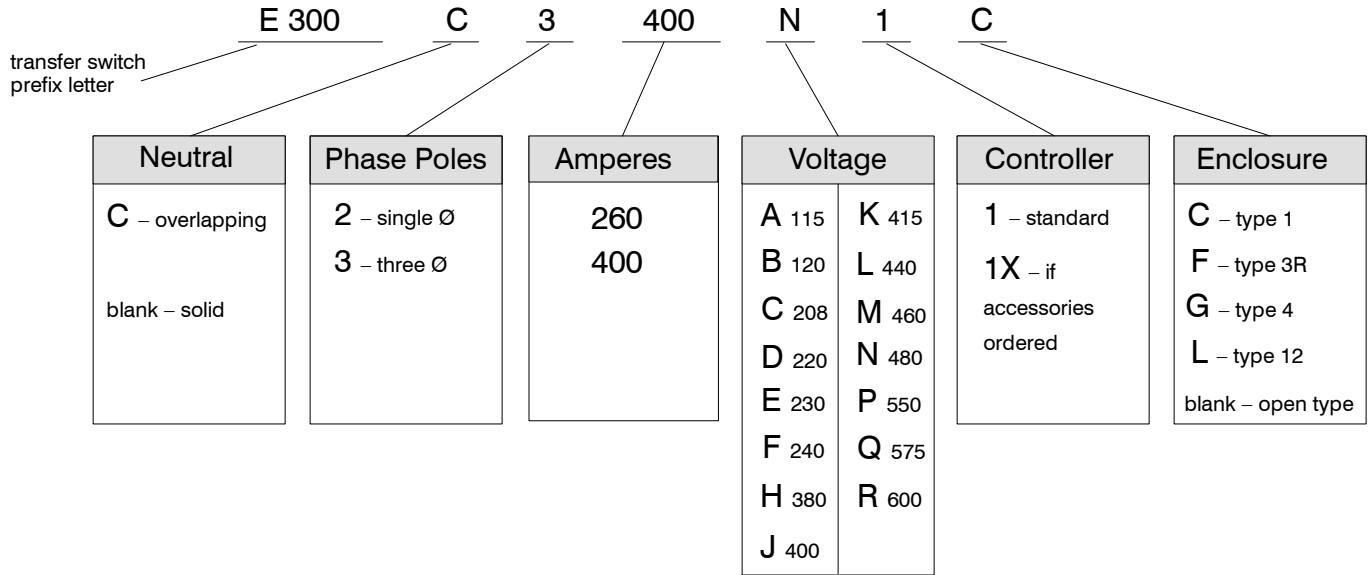 E 300 C 3 400 N 1 C
transfer switch
prefix letter
Neutral
C – overlapping
blank – solid
Phase Poles
2 – single Ø
3 – three Ø
Amperes
260
400
Voltage
A 115
B 120
C 208
D 220
E 230
F 240
H 380
J 400
K 415
L 440
M 460
N 480
P 550
Q 575
R 600
Controller
1 – standard
1X – if
accessories
ordered
Enclosure
C – type 1
F – type 3R
G – type 4
L – type 12
blank – open type